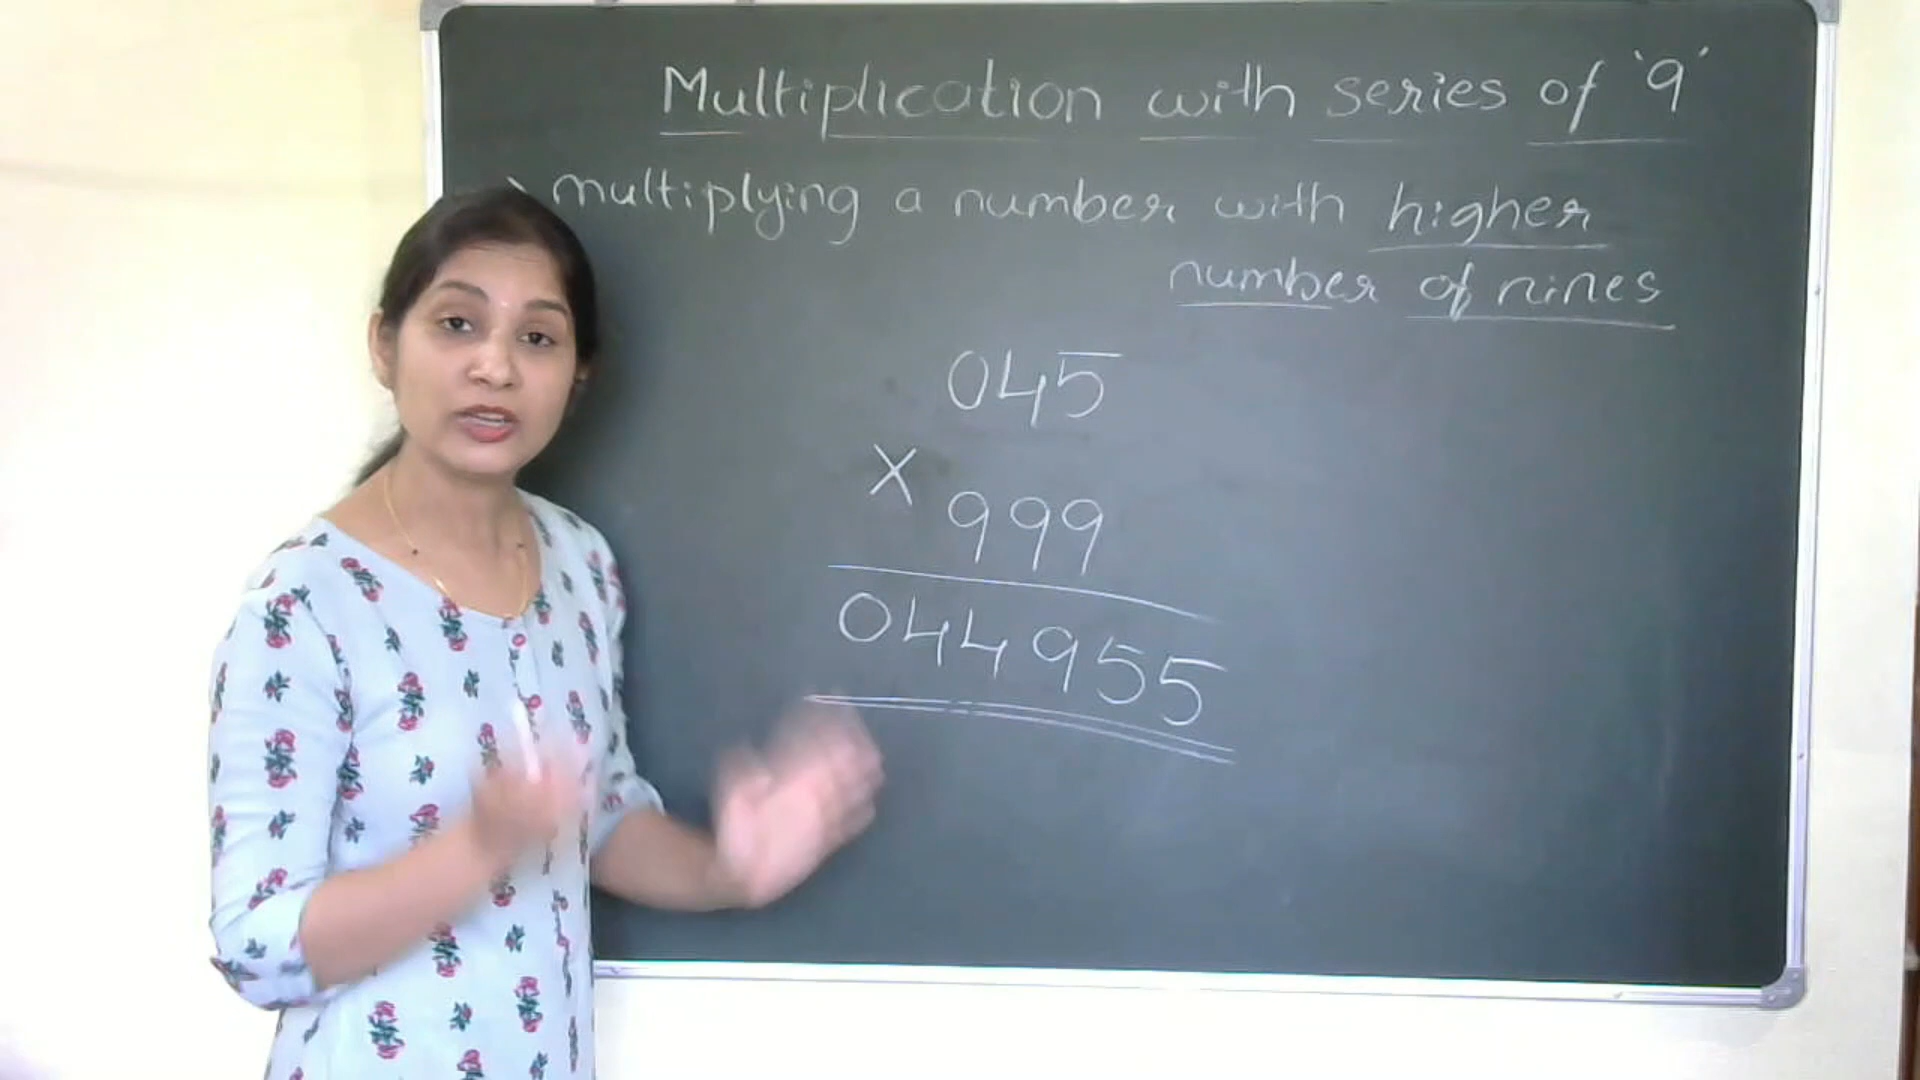 Multiplication with series of '9'
multiplying a number with higher
number of nines
045
X 999
044955